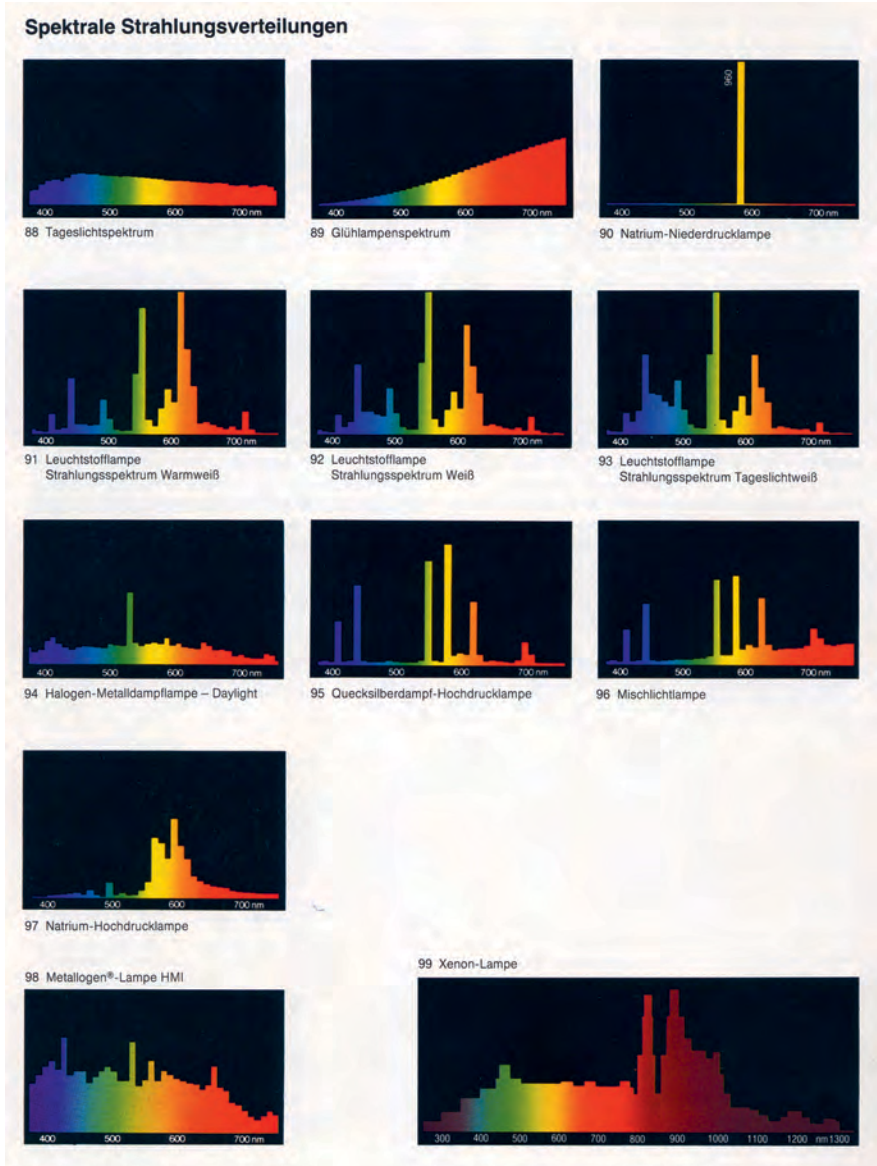 Spektrale Strahlungsverteilungen
400 500 600 700 nm
88 Tageslichtspektrum
400 500 600 700 nm
89 Glühlampenspektrum
960
400 500 600 700 nm
90 Natrium-Niederdrucklampe
400 500 600 700 nm
91 Leuchtstofflampe
Strahlungsspektrum Warmweiß
400 500 600 700 nm
92 Leuchtstofflampe
Strahlungsspektrum Weiß
400 500 600 700 nm
93 Leuchtstofflampe
Strahlungsspektrum Tageslichtweiß
400 500 600 700 nm
94 Halogen-Metalldampflampe – Daylight
400 500 600 700 nm
95 Quecksilberdampf-Hochdrucklampe
400 500 600 700 nm
96 Mischlichtlampe
400 500 600 700 nm
97 Natrium-Hochdrucklampe
98 Metallogen®-Lampe HMI
400 500 600 700 nm
99 Xenon-Lampe
300 400 500 600 700 800 900 1000 1100 1200 nm 1300